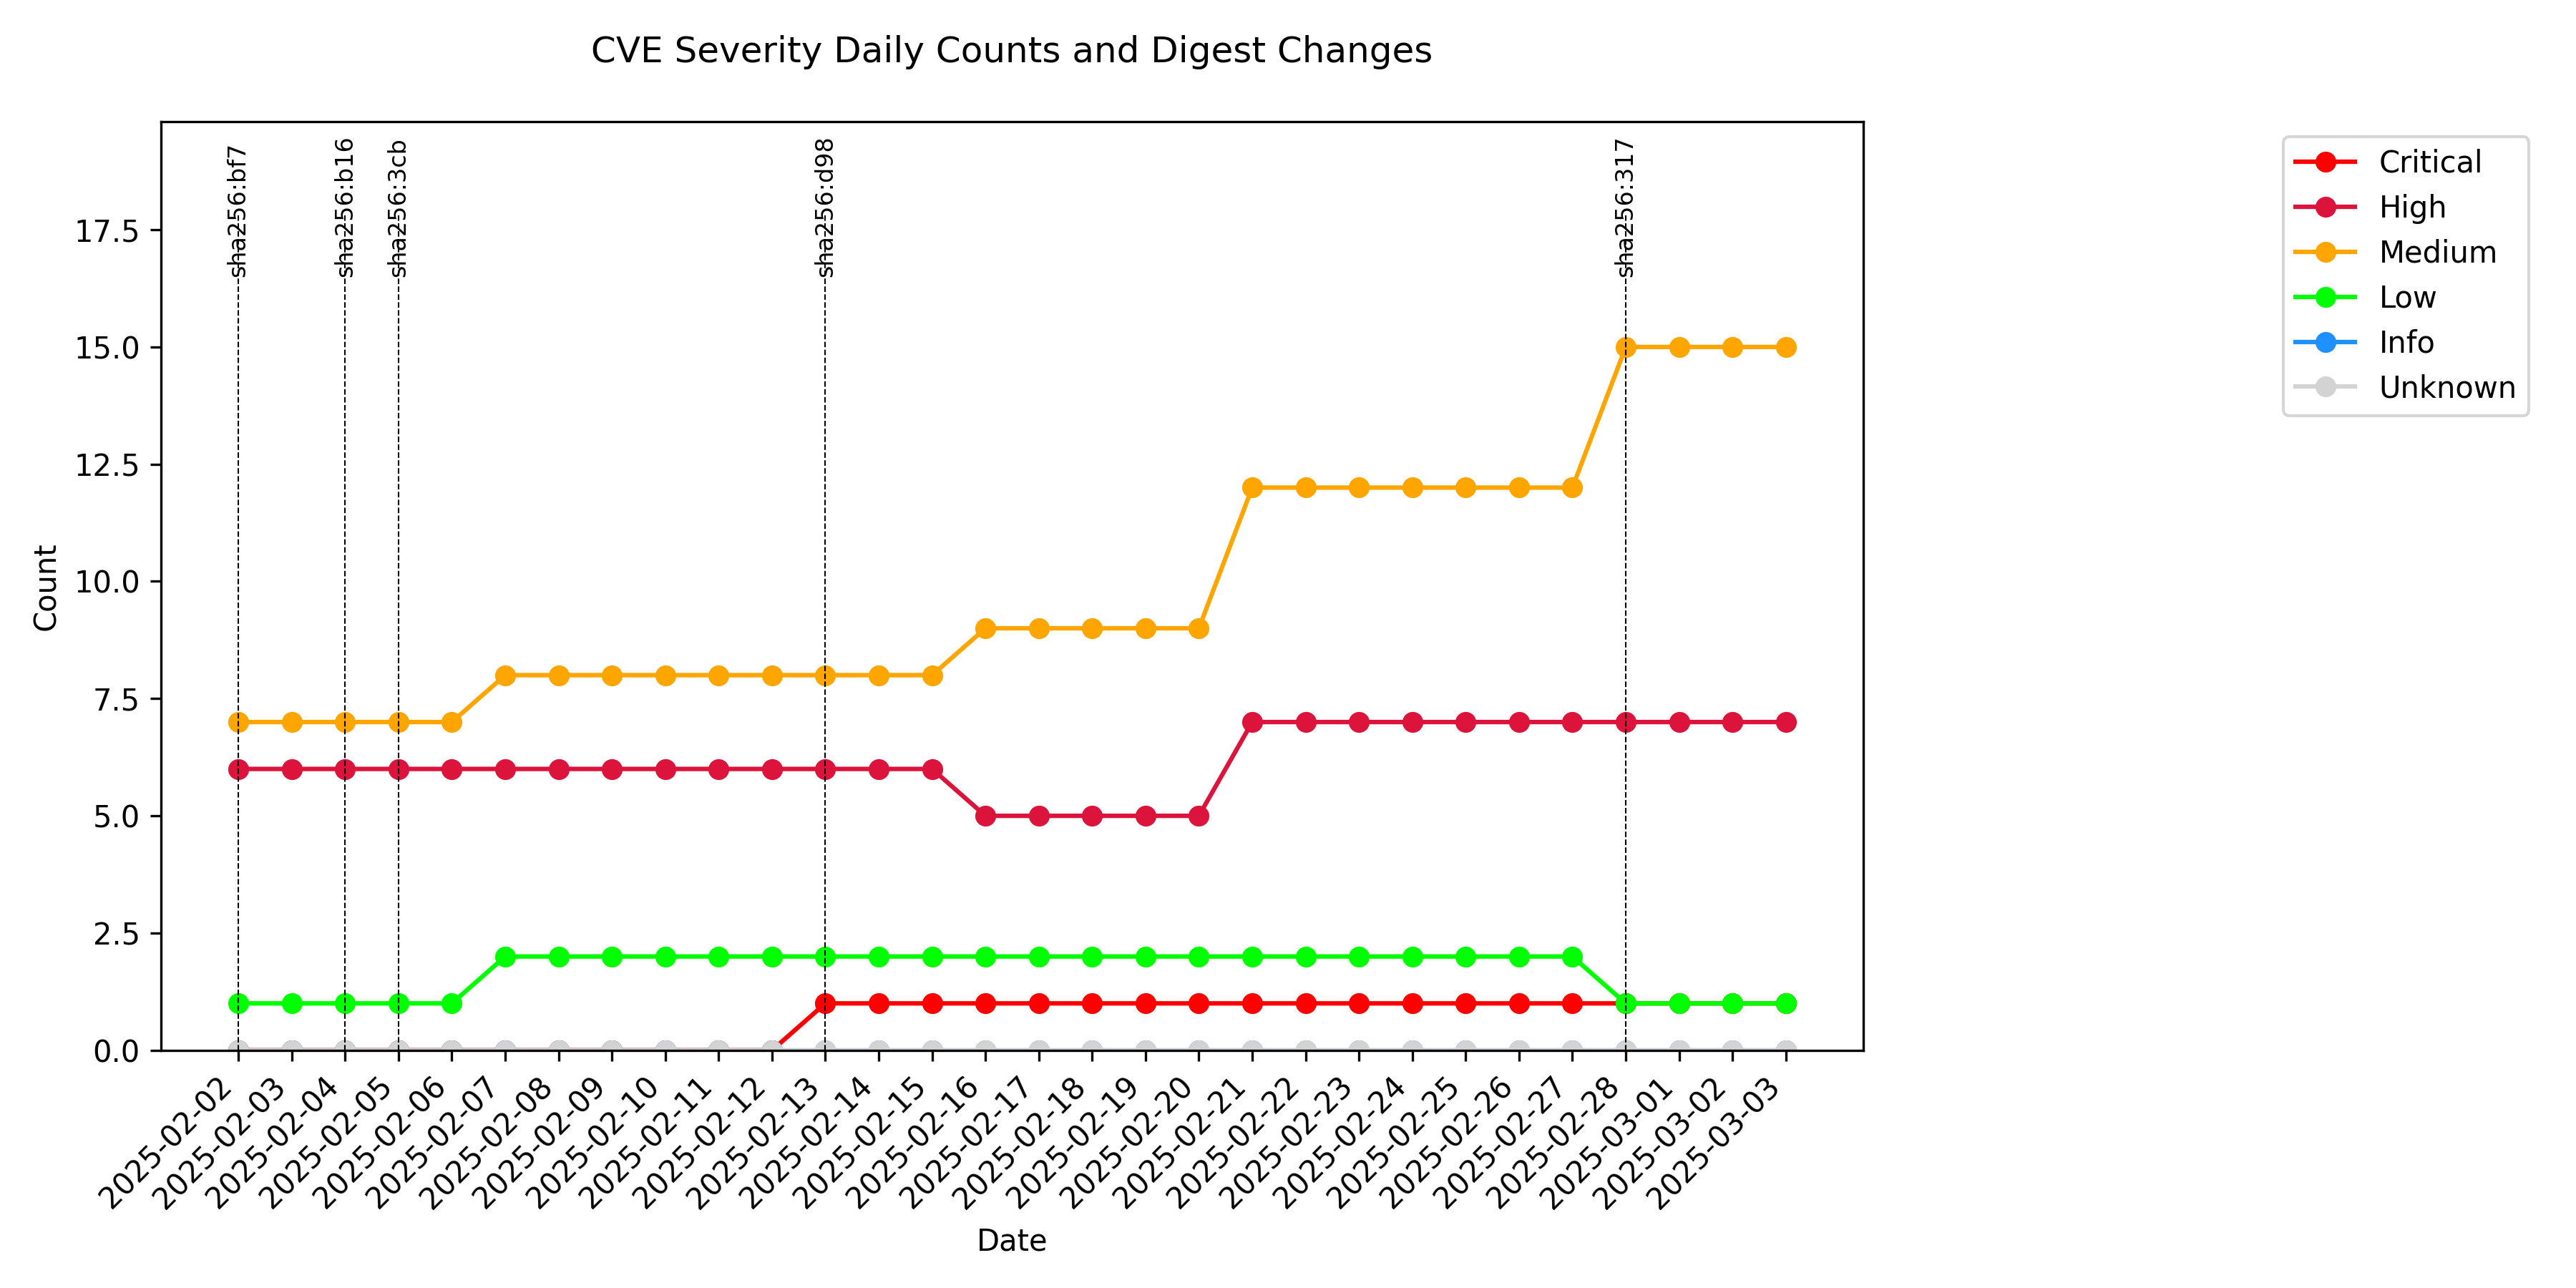 CVE Severity Daily Counts and Digest Changes
sha256:bf7
sha256:b16
sha256:3cb
sha256:d98
sha256:317
Critical
High
Medium
Low
Info
Unknown
17.5
15.0
12.5
10.0
7.5
5.0
2.5
0.0
Count
2025-02-02
2025-02-03
2025-02-04
2025-02-05
2025-02-06
2025-02-07
2025-02-08
2025-02-09
2025-02-10
2025-02-11
2025-02-12
2025-02-13
2025-02-14
2025-02-15
2025-02-16
2025-02-17
2025-02-18
2025-02-19
2025-02-20
2025-02-21
2025-02-22
2025-02-23
2025-02-24
2025-02-25
2025-02-26
2025-02-27
2025-02-28
2025-03-01
2025-03-02
2025-03-03
Date